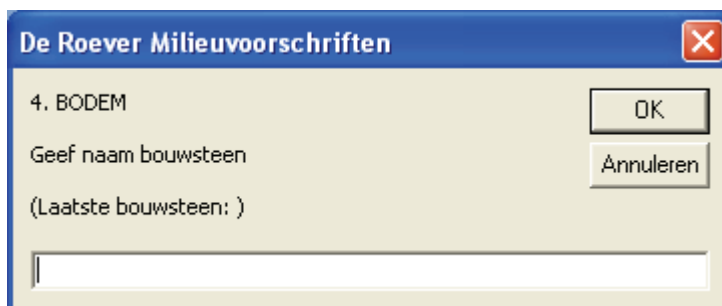 De Roever Milieuvoorschriften
4. BODEM
OK
Geef naam bouwsteen
Annuleren
(Laatste bouwsteen: )